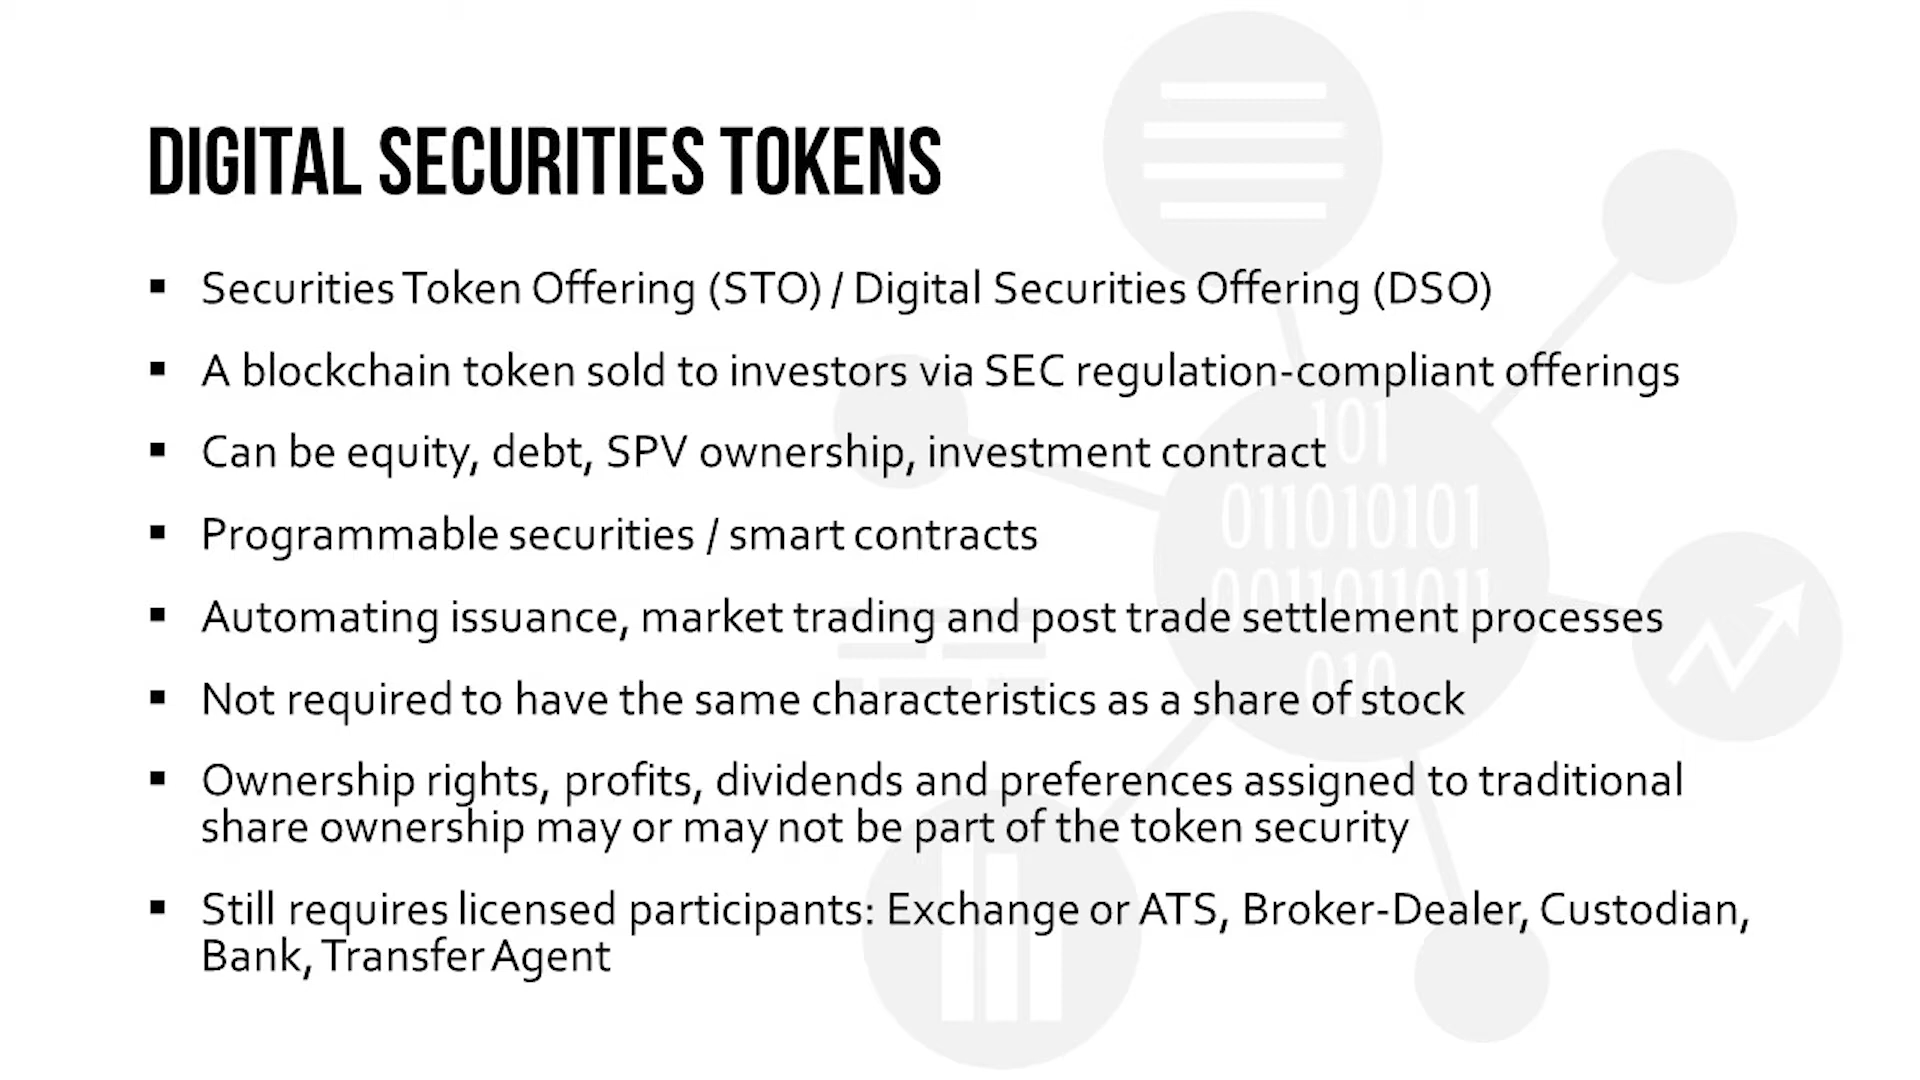 DIGITAL SECURITIES TOKENS
▪ Securities Token Offering (STO) / Digital Securities Offering (DSO)
▪ A blockchain token sold to investors via SEC regulation-compliant offerings
▪ Can be equity, debt, SPV ownership, investment contract
101
011010101
▪ Programmable securities / smart contracts
0011011011
▪ Automating issuance, market trading and post trade settlement processes
010
▪ Not required to have the same characteristics as a share of stock
▪ Ownership rights, profits, dividends and preferences assigned to traditional
share ownership may or may not be part of the token security
▪ Still requires licensed participants: Exchange or ATS, Broker-Dealer, Custodian,
Bank, Transfer Agent